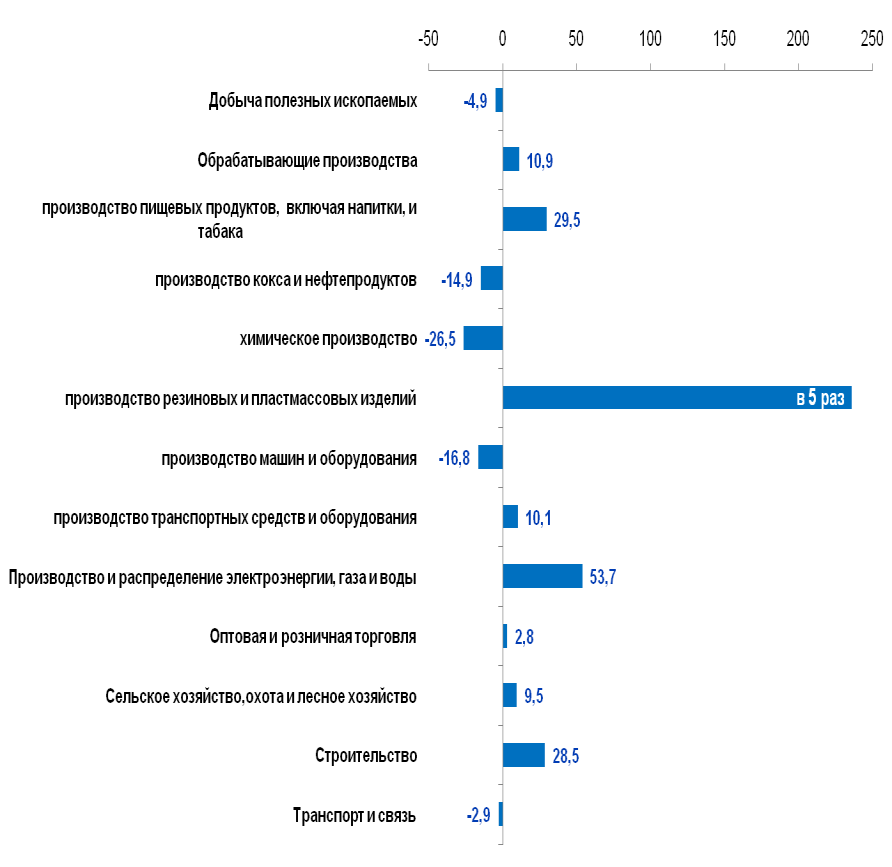 -50 0 50 100 150 200 250
Добыча полезных ископаемых -4,9
Обрабатывающие производства 10,9
производство пищевых продуктов, включая напитки, и
табака 29,5
производство кокса и нефтепродуктов -14,9
химическое производство -26,5
производство резиновых и пластмассовых изделий в 5 раз
производство машин и оборудования -16,8
производство транспортных средств и оборудования 10,1
Производство и распределение электроэнергии, газа и воды 53,7
Оптовая и розничная торговля 2,8
Сельское хозяйство,охота и лесное хозяйство 9,5
Строительство 28,5
Транспорт и связь -2,9